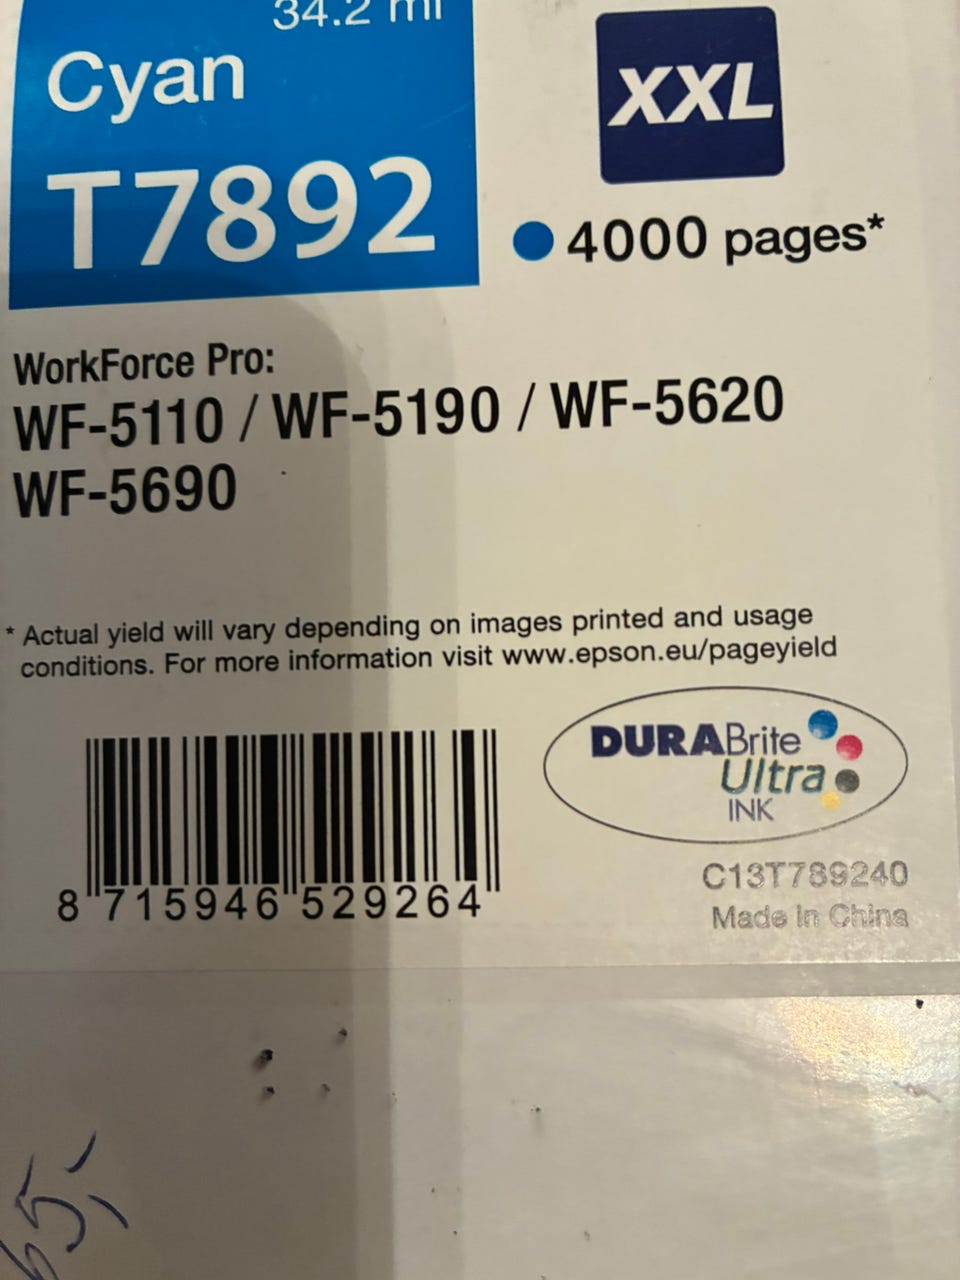 34.2 ml
Cyan
T7892
XXL
4000 pages*
WorkForce Pro:
WF-5110 / WF-5190 / WF-5620
WF-5690
* Actual yield will vary depending on images printed and usage
conditions. For more information visit www.epson.eu/pageyield
DURABrite
Ultra
INK
8 715946 529264
C13T789240
Made in China
65,-